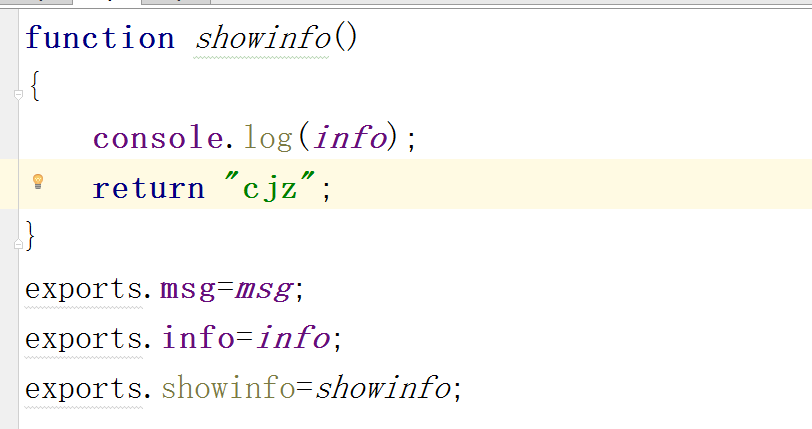 function showinfo()
{
    console.log(info);
    return "cjz";
}
exports.msg=msg;
exports.info=info;
exports.showinfo=showinfo;